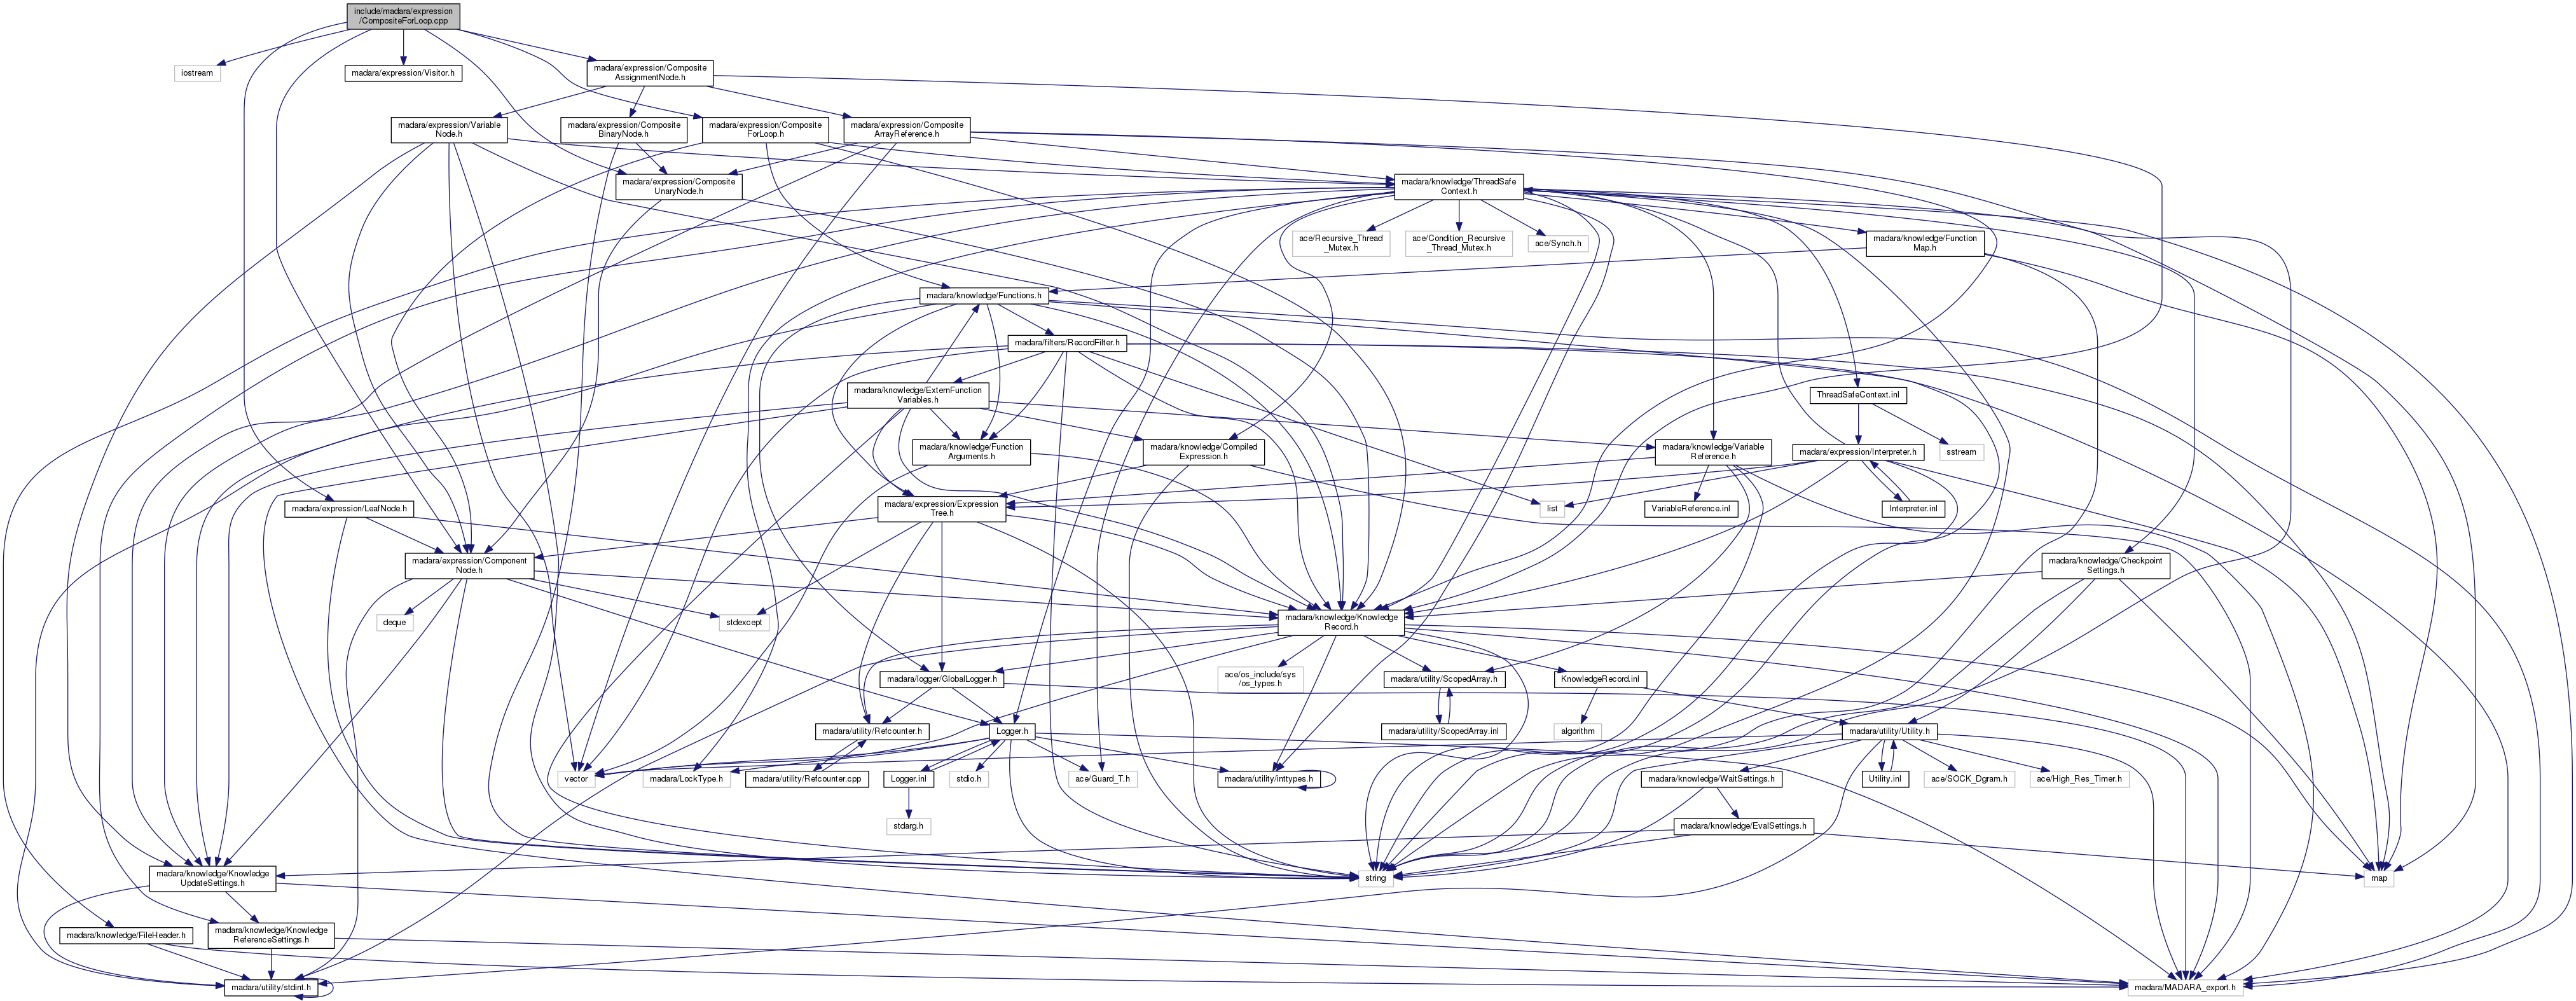 include/madara/expression
/CompositeForLoop.cpp
iostream
madara/expression/Visitor.h
madara/expression/Composite
AssignmentNode.h
madara/expression/Variable
Node.h
madara/expression/Composite
BinaryNode.h
madara/expression/Composite
ForLoop.h
madara/expression/Composite
ArrayReference.h
madara/expression/Composite
UnaryNode.h
madara/knowledge/ThreadSafe
Context.h
ace/Recursive_Thread
_Mutex.h
ace/Condition_Recursive
_Thread_Mutex.h
ace/Synch.h
madara/knowledge/Function
Map.h
madara/knowledge/Functions.h
madara/filters/RecordFilter.h
madara/knowledge/ExternFunction
Variables.h
ThreadSafeContext.inl
madara/knowledge/Function
Arguments.h
madara/knowledge/Compiled
Expression.h
madara/knowledge/Variable
Reference.h
madara/expression/Interpreter.h
sstream
madara/expression/LeafNode.h
madara/expression/Expression
Tree.h
list
VariableReference.inl
Interpreter.inl
madara/expression/Component
Node.h
madara/knowledge/Checkpoint
Settings.h
deque
stdexcept
madara/knowledge/Knowledge
Record.h
madara/logger/GlobalLogger.h
ace/os_include/sys
/os_types.h
madara/utility/ScopedArray.h
KnowledgeRecord.inl
madara/utility/Refcounter.h
Logger.h
madara/utility/ScopedArray.inl
algorithm
madara/utility/Utility.h
vector
madara/LockType.h
madara/utility/Refcounter.cpp
Logger.inl
stdio.h
ace/Guard_T.h
madara/utility/inttypes.h
madara/knowledge/WaitSettings.h
Utility.inl
ace/SOCK_Dgram.h
ace/High_Res_Timer.h
stdarg.h
madara/knowledge/EvalSettings.h
madara/knowledge/Knowledge
UpdateSettings.h
string
map
madara/knowledge/FileHeader.h
madara/knowledge/Knowledge
ReferenceSettings.h
madara/utility/stdint.h
madara/MADARA_export.h